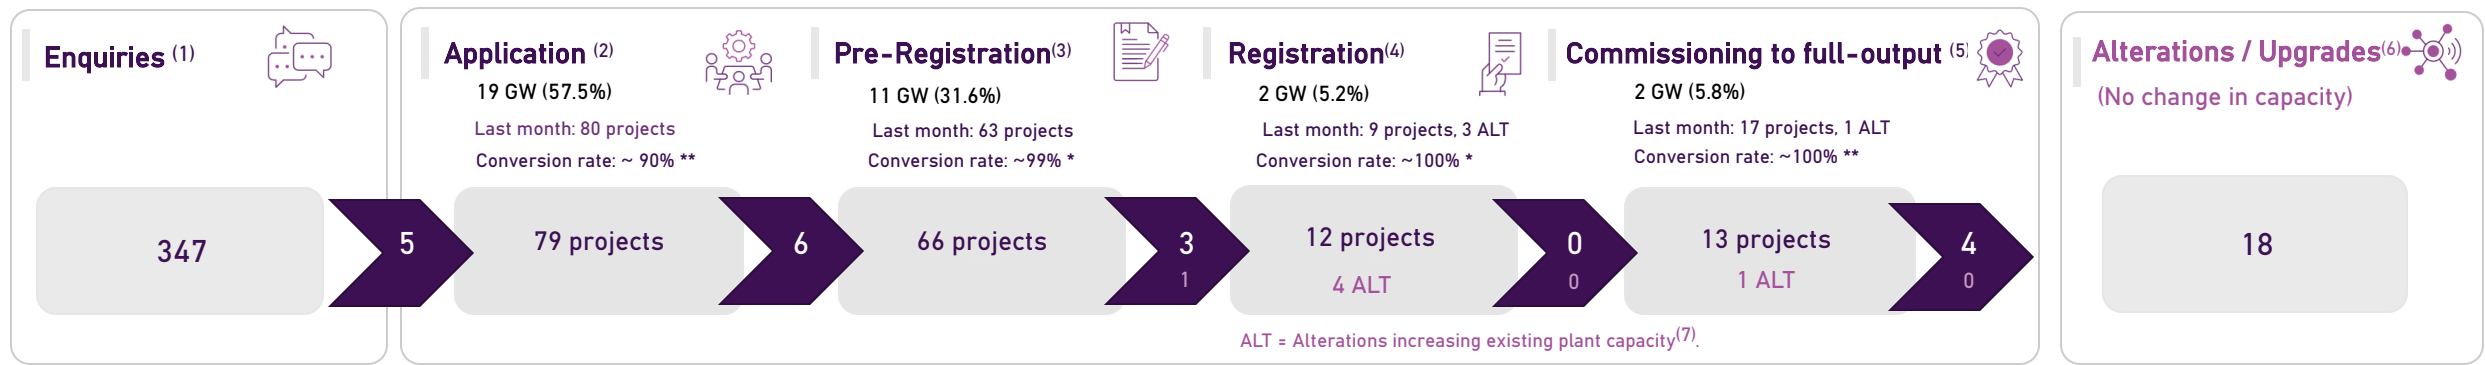 Enquiries (1)
347
5
Application (2)
19 GW (57.5%)
Last month: 80 projects
Conversion rate: ~ 90% **
79 projects
6
Pre-Registration(3)
11 GW (31.6%)
Last month: 63 projects
Conversion rate: ~99% *
66 projects
3
1
Registration(4)
2 GW (5.2%)
Last month: 9 projects, 3 ALT
Conversion rate: ~100% *
12 projects
4 ALT
0
0
Commissioning to full-output (5)
2 GW (5.8%)
Last month: 17 projects, 1 ALT
Conversion rate: ~100% **
13 projects
1 ALT
4
0
ALT = Alterations increasing existing plant capacity(7).
Alterations / Upgrades(6)
(No change in capacity)
18